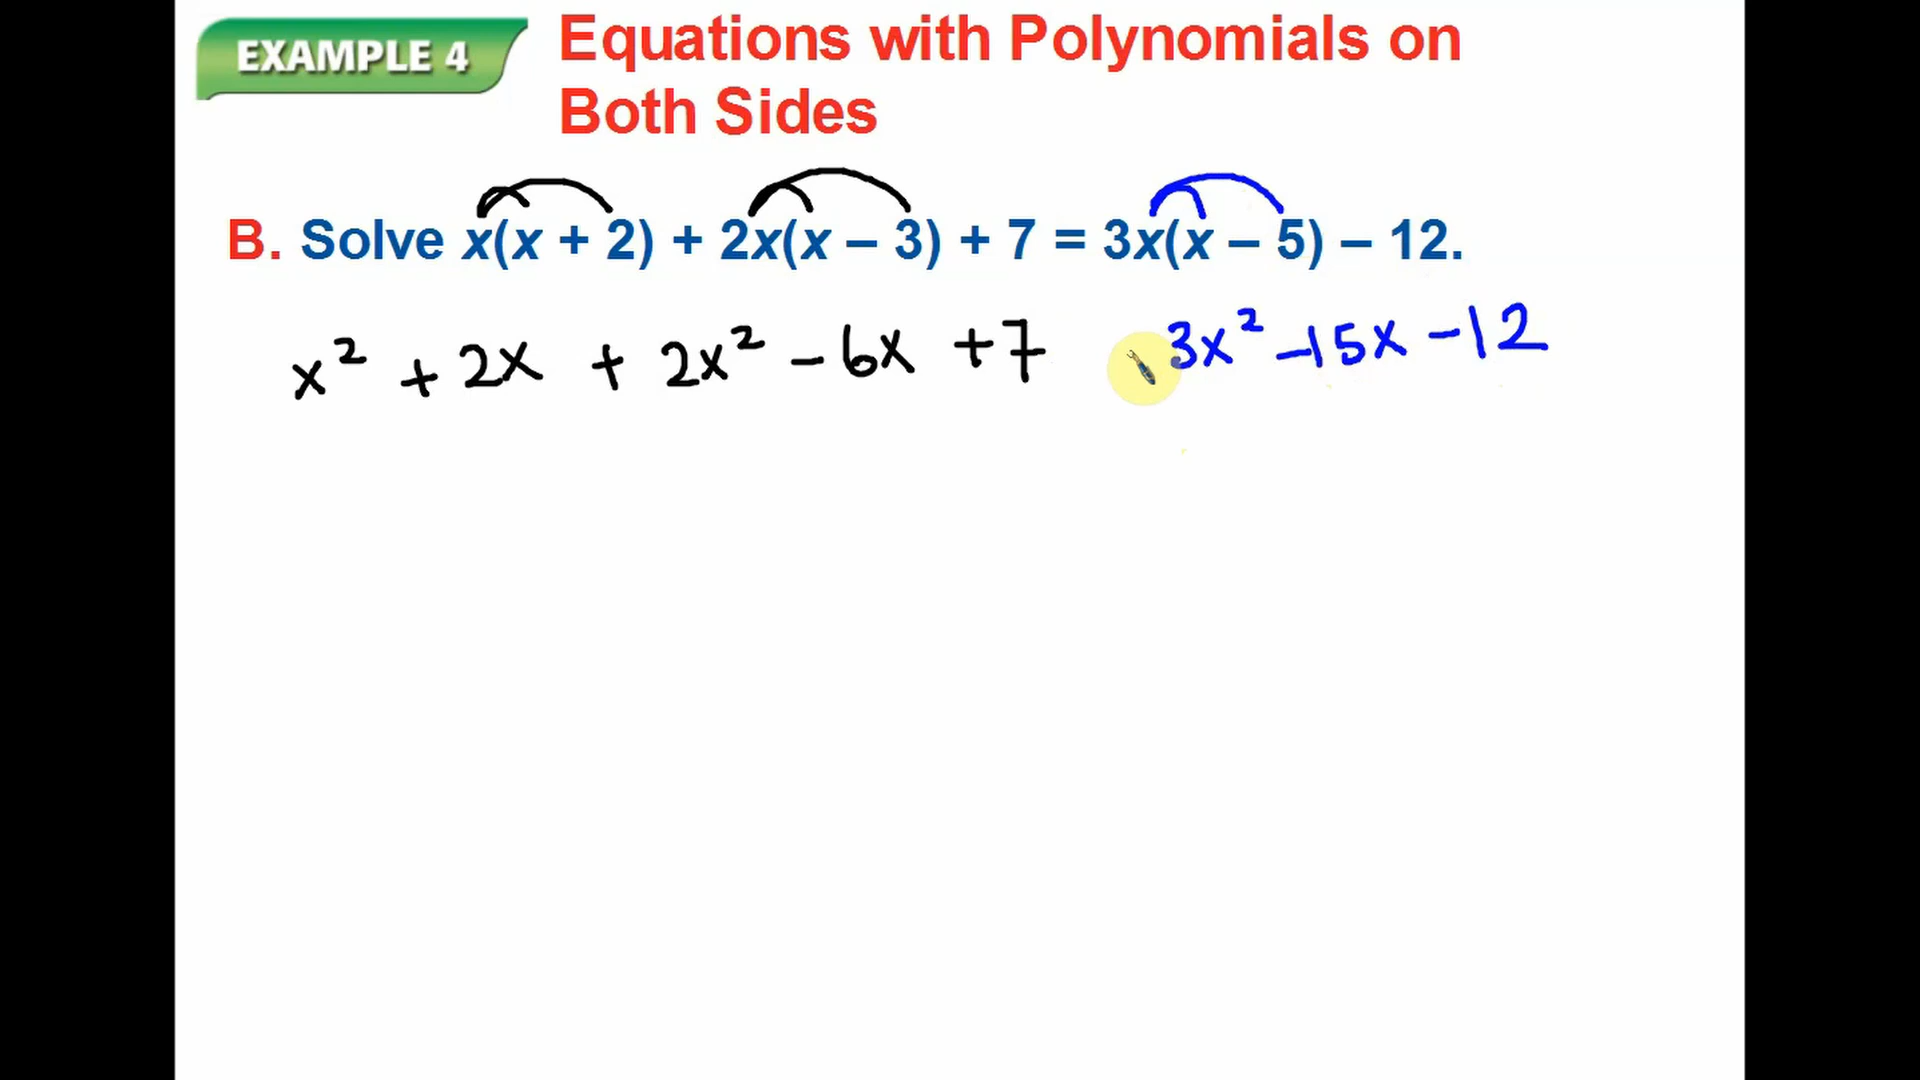 EXAMPLE 4
Equations with Polynomials on
Both Sides
B. Solve x(x + 2) + 2x(x – 3) + 7 = 3x(x – 5) – 12.
x² + 2x + 2x² - 6x + 7 3x² - 15x - 12